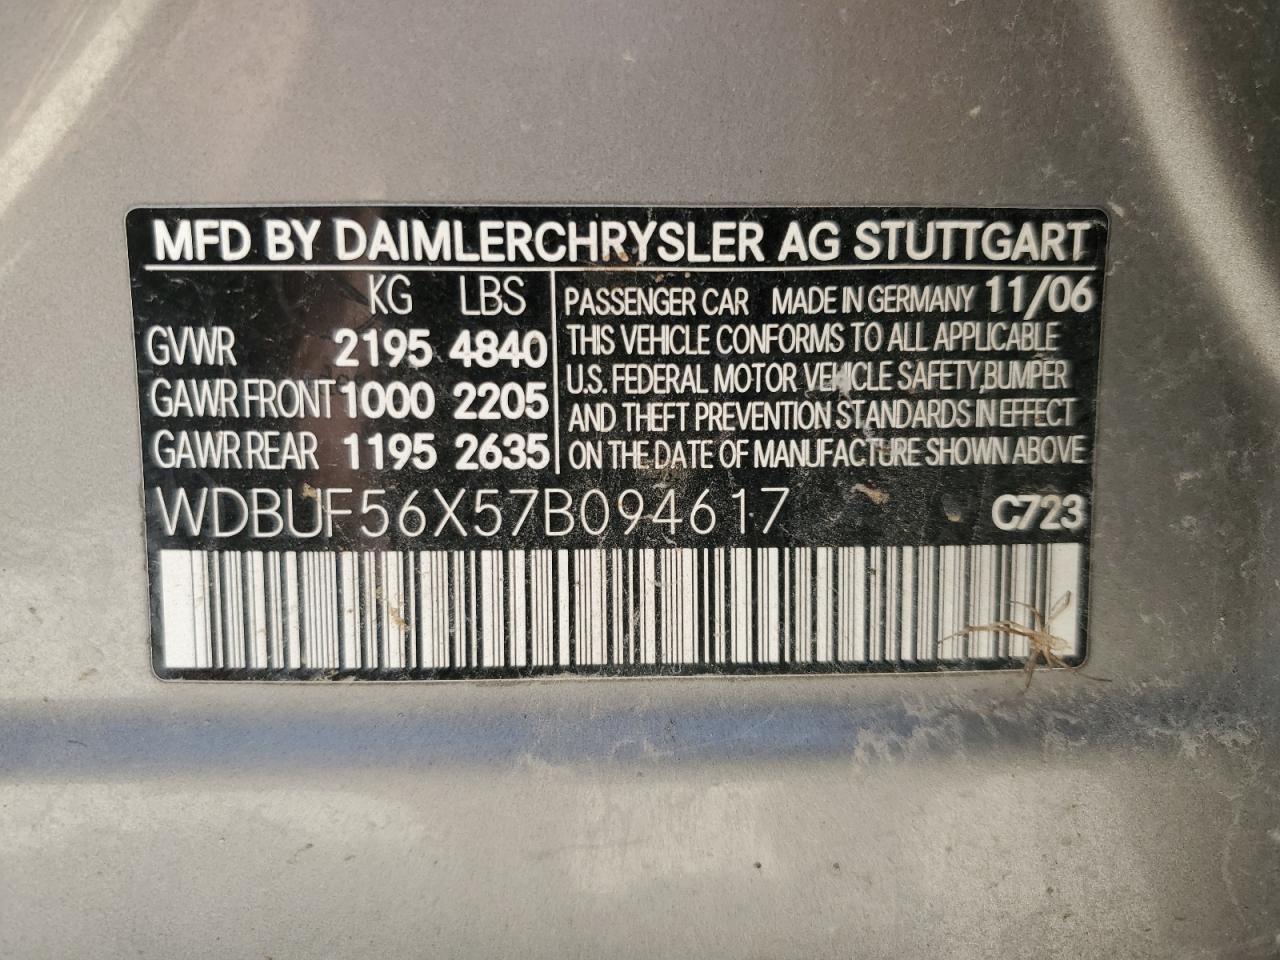 MFD BY DAIMLERCHRYSLER AG STUTTGART
KG LBS
GVWR 2195 4840
GAWR FRONT 1000 2205
GAWR REAR 1195 2635
PASSENGER CAR MADE IN GERMANY 11/06
THIS VEHICLE CONFORMS TO ALL APPLICABLE
U.S. FEDERAL MOTOR VEHICLE SAFETY, BUMPER
AND THEFT PREVENTION STANDARDS IN EFFECT
ON THE DATE OF MANUFACTURE SHOWN ABOVE
WDBUF56X57B094617 C723